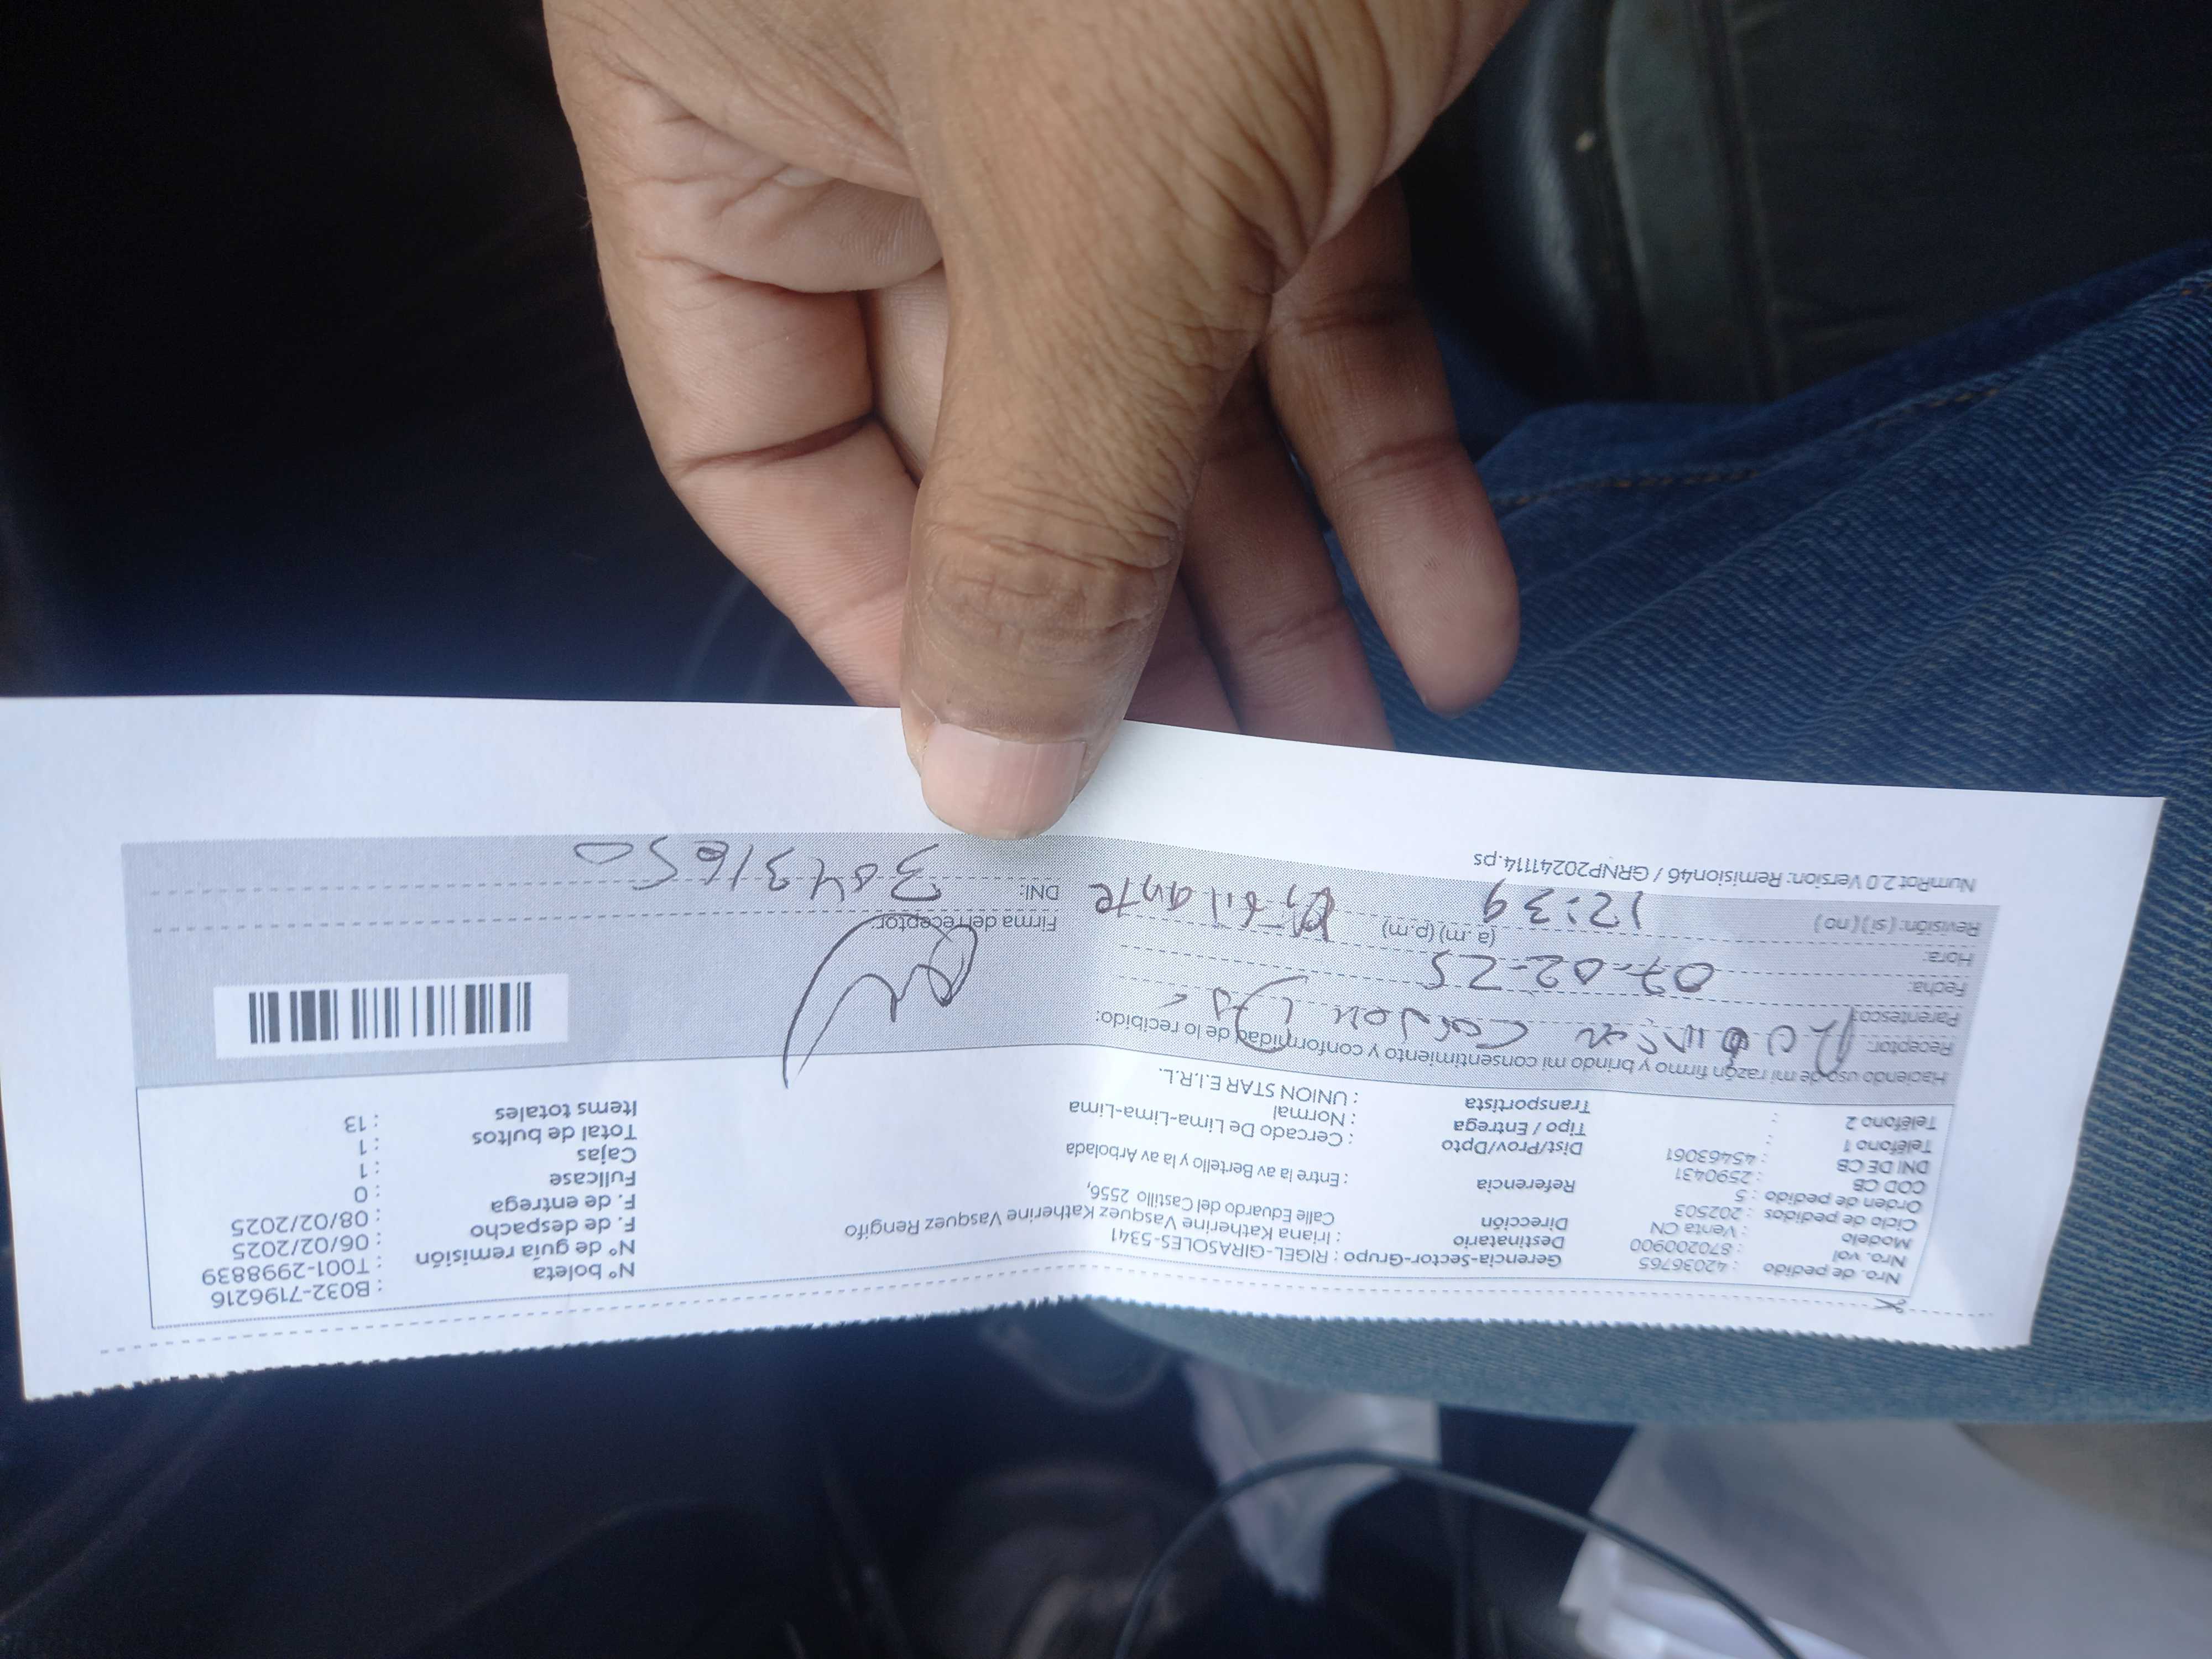 Nro. de pedido : 42036765
Nro. vol : 870200900
Modelo : Venta CN
Ciclo de pedidos : 202503
Orden de pedido : 5
COD CB : 2590431
DNI DE CB : 45463061
Teléfono 1 :
Teléfono 2 :
Gerencia-Sector-Grupo : RIGEL-GIRASOLES-5341
Destinatario : Iriana Katherine Vasquez Katherine Vasquez Rengifo
Dirección Calle Eduardo del Castillo 2556,
Referencia : Entre la av Bertello y la av Arbolada
Dist/Prov/Dpto : Cercado De Lima-Lima-Lima
Tipo / Entrega : Normal
Transportista : UNION STAR E.I.R.L.
N° boleta : B032-7196216
N° de guía remisión : T001-2998839
F. de despacho : 06/02/2025
F. de entrega : 08/02/2025
Fullcase : 0
Cajas : 1
Total de bultos : 1
Items totales : 13
Haciendo uso de mi razón firmo y brindo mi consentimiento y conformidad de lo recibido:
Receptor:
Parentesco:
Fecha: 07-02-25
Hora: 12:39 (a.m) (p.m)
Revisión: ( si ) ( no )
Firma del receptor:
DNI: 30431650
NumRot 2.0 Version: Remision46 / GRNP20241114.ps